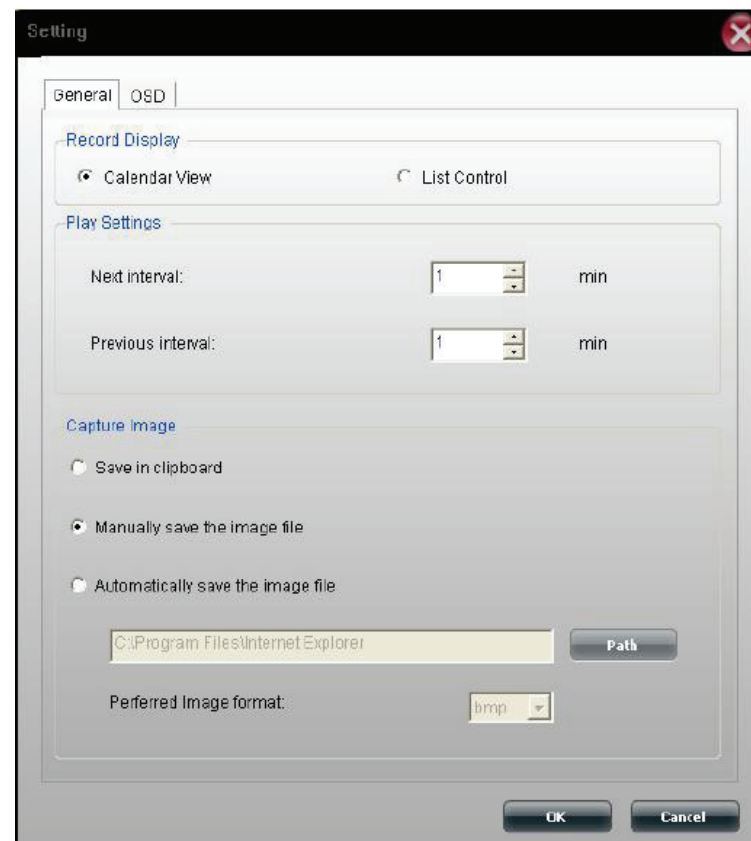 Setting
General OSD
Record Display
Calendar View List Control
Play Settings
Next interval: 1 min
Previous interval: 1 min
Capture Image
Save in clipboard
Manually save the image file
Automatically save the image file
C:\Program Files\Internet Explorer Path
Perferred Image format: bmp
OK Cancel